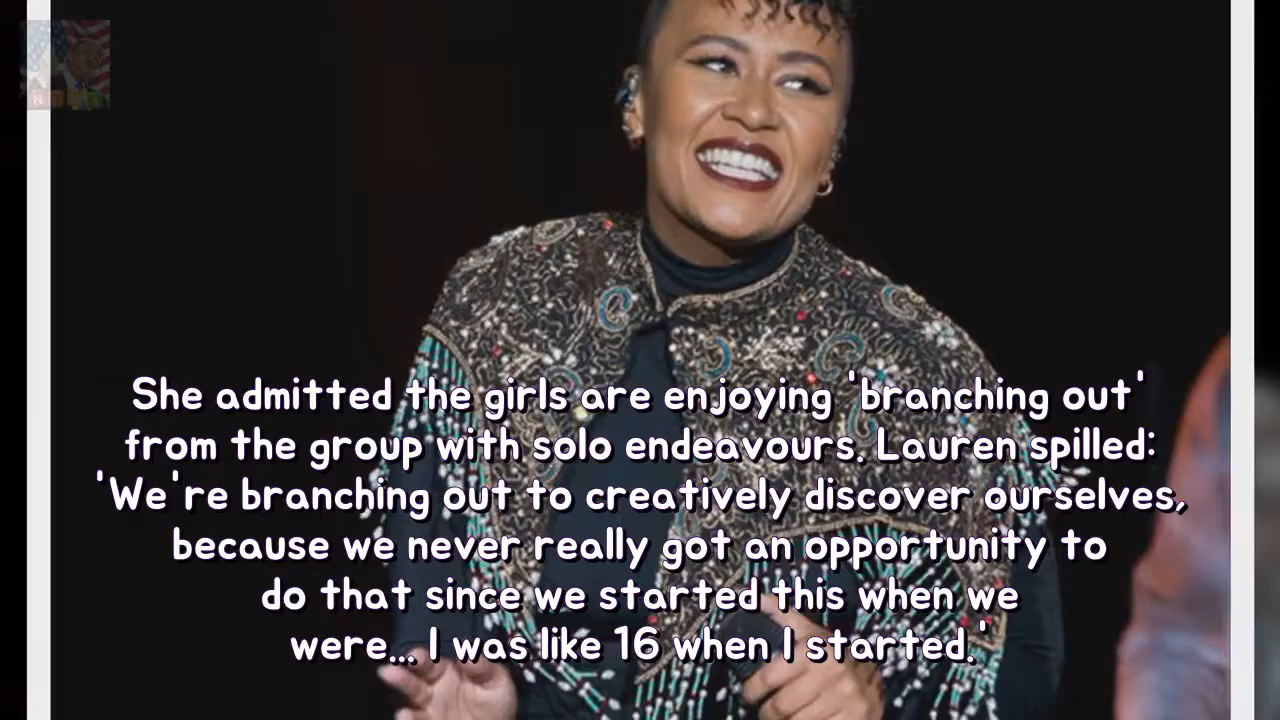 She admitted the girls are enjoying 'branching out'
from the group with solo endeavours. Lauren spilled:
'We're branching out to creatively discover ourselves,
because we never really got an opportunity to
do that since we started this when we
were... I was like 16 when I started.'